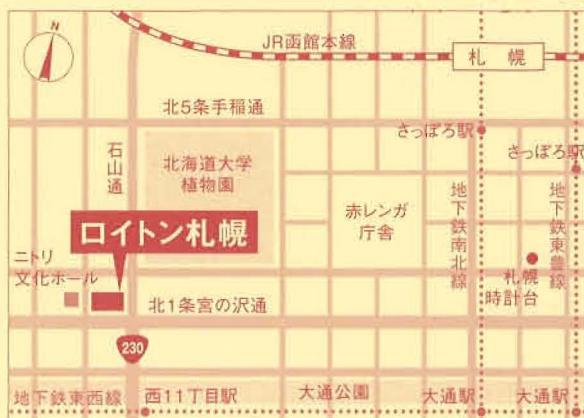 N
JR函館本線
札幌
北5条手稲通
さっぽろ駅
さっぽろ駅
石山通
北海道大学
植物園
赤レンガ
庁舎
地下鉄南北線
地下鉄東豊線
ロイトン札幌
ニトリ
文化ホール
札幌
時計台
北1条宮の沢通
230
地下鉄東西線
西11丁目駅
大通公園
大通駅
大通駅